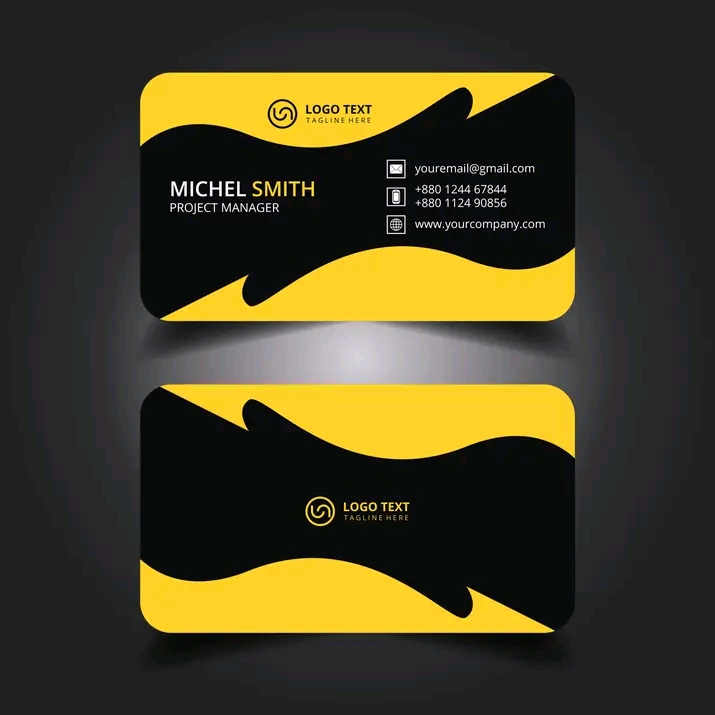 LOGO TEXT
TAGLINE HERE
MICHEL SMITH
PROJECT MANAGER
youremail@gmail.com
+880 1244 67844
+880 1124 90856
www.yourcompany.com
LOGO TEXT
TAGLINE HERE